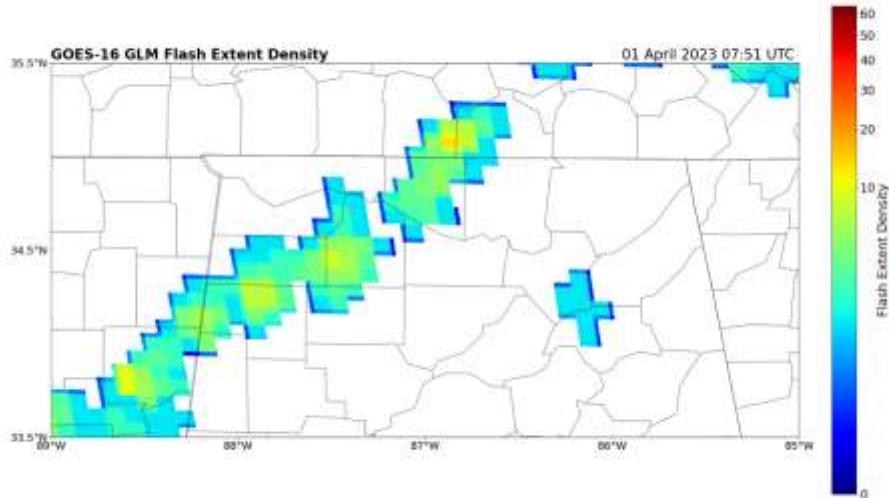 GOES-16 GLM Flash Extent Density 01 April 2023 07:51 UTC
35.5°N
34.5°N
33.5°N
89°W 88°W 87°W 86°W 85°W
60
50
40
30
20
10
0
Flash Extent Density